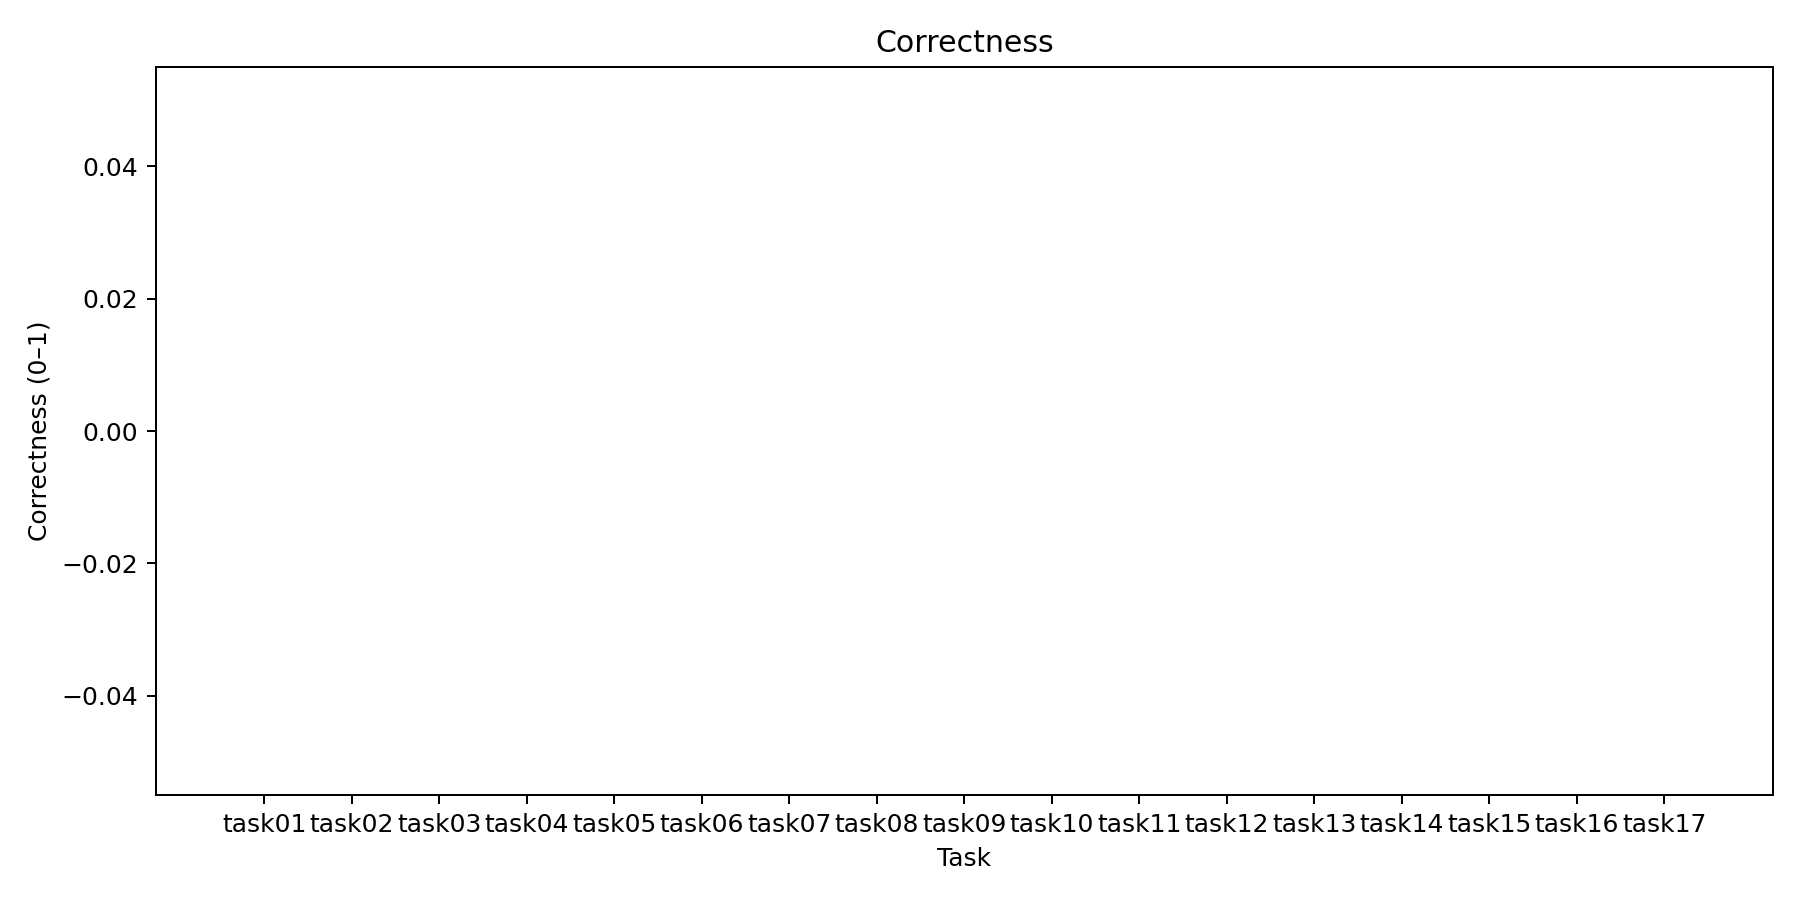 Correctness
0.04
0.02
0.00
−0.02
−0.04
Correctness (0–1)
task01 task02 task03 task04 task05 task06 task07 task08 task09 task10 task11 task12 task13 task14 task15 task16 task17
Task